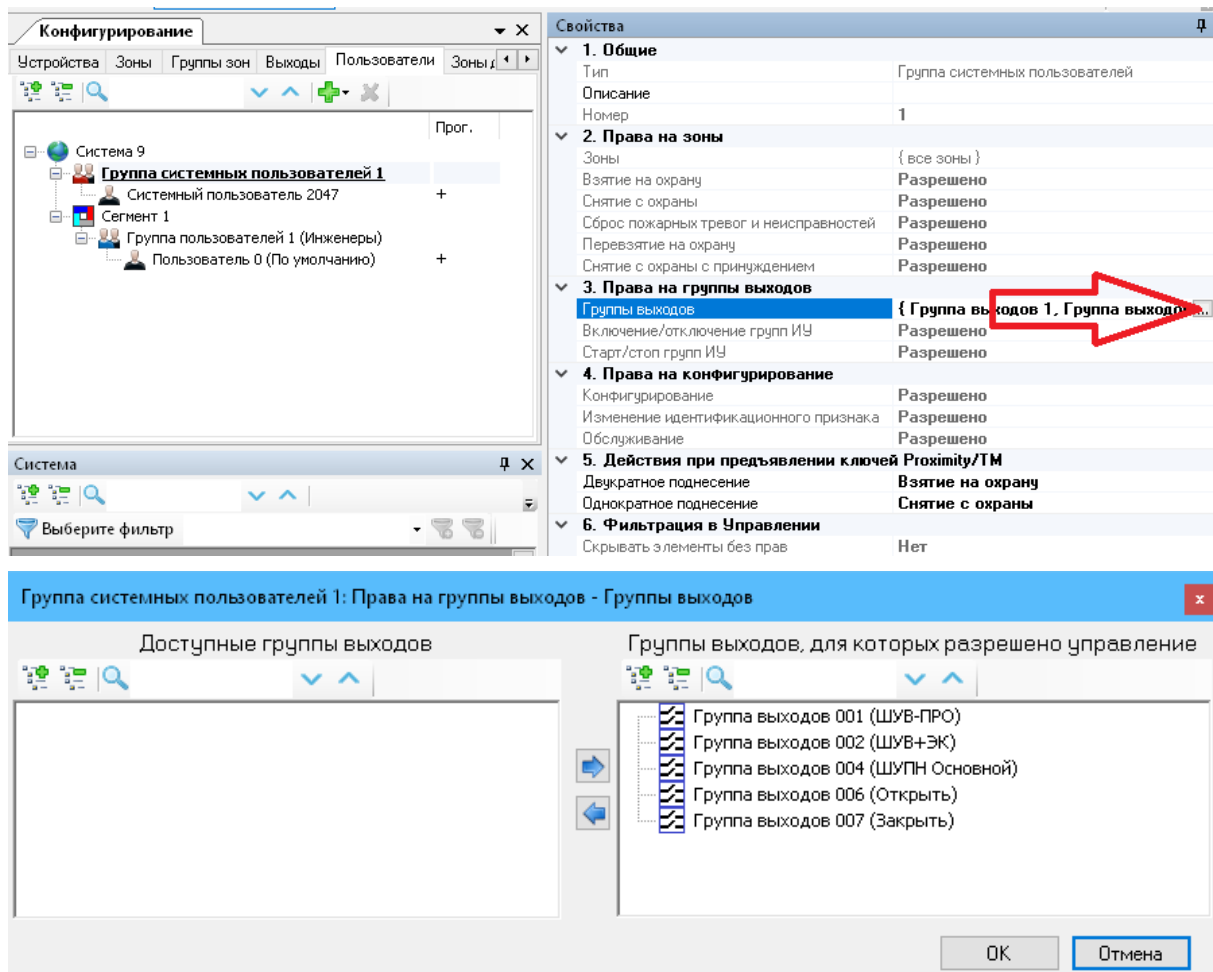 Конфигурирование
Устройства Зоны Группы зон Выходы Пользователи Зоны
Прог.
Система 9
Группа системных пользователей 1
Системный пользователь 2047 +
Сегмент 1
Группа пользователей 1 (Инженеры)
Пользователь 0 (По умолчанию) +
Система
Выберите фильтр
Свойства
1. Общие
Тип Группа системных пользователей
Описание
Номер 1
2. Права на зоны
Зоны { все зоны }
Взятие на охрану Разрешено
Снятие с охраны Разрешено
Сброс пожарных тревог и неисправностей Разрешено
Перевзятие на охрану Разрешено
Снятие с охраны с принуждением Разрешено
3. Права на группы выходов
Группы выходов { Группа выходов 1, Группа выходо ...
Включение/отключение групп ИУ Разрешено
Старт/стоп групп ИУ Разрешено
4. Права на конфигурирование
Конфигурирование Разрешено
Изменение идентификационного признака Разрешено
Обслуживание Разрешено
5. Действия при предъявлении ключей Proximity/TM
Двукратное поднесение Взятие на охрану
Однократное поднесение Снятие с охраны
6. Фильтрация в Управлении
Скрывать элементы без прав Нет
Группа системных пользователей 1: Права на группы выходов - Группы выходов
Доступные группы выходов
Группы выходов, для которых разрешено управление
Группа выходов 001 (ШУВ-ПРО)
Группа выходов 002 (ШУВ+ЭК)
Группа выходов 004 (ШУПН Основной)
Группа выходов 006 (Открыть)
Группа выходов 007 (Закрыть)
OK Отмена